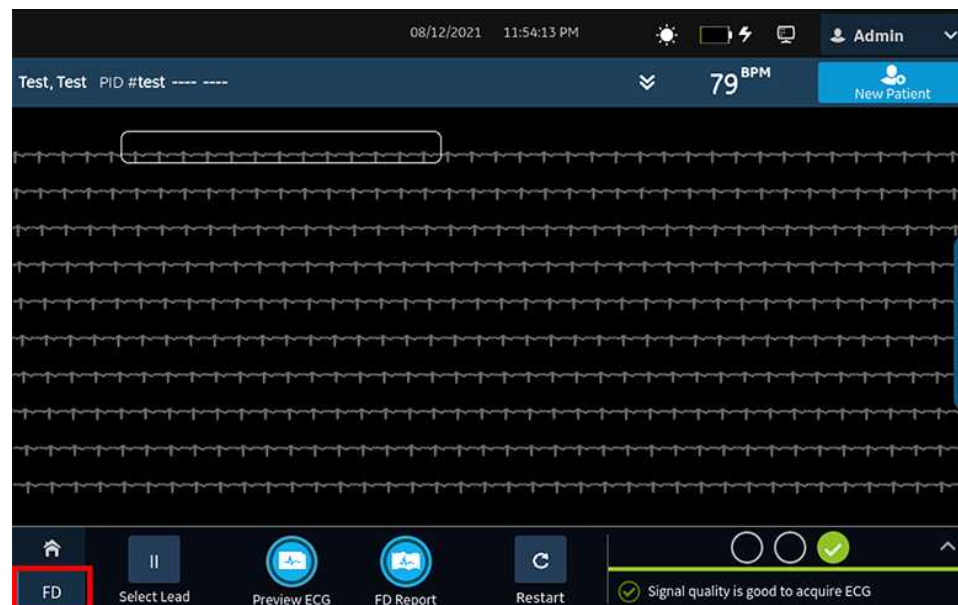 08/12/2021 11:54:13 PM Admin
Test, Test PID #test ---- ---- 79 BPM New Patient
II
FD Select Lead Preview ECG FD Report Restart Signal quality is good to acquire ECG